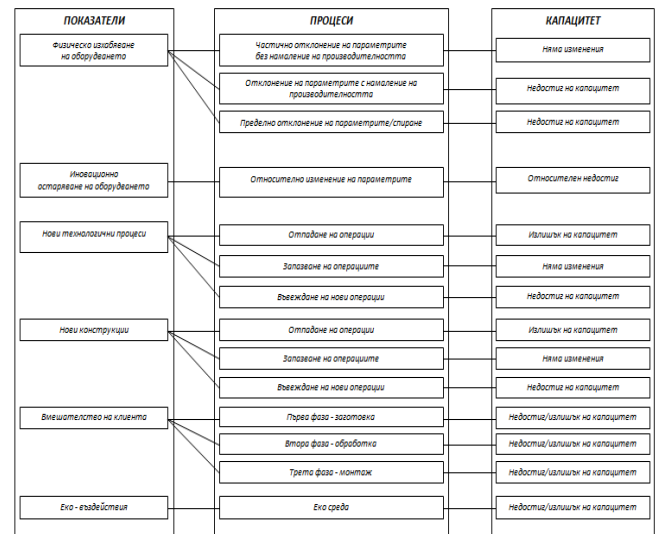 ПОКАЗАТЕЛИ
ПРОЦЕСИ
КАПАЦИТЕТ
Физическо изхабяване
на оборудването
Частично отклонение на параметрите
без намаление на производителността
Няма изменения
Отклонение на параметрите с намаление на
производителността
Недостиг на капацитет
Пределно отклонение на параметрите/спиране
Недостиг на капацитет
Иновационно
остаряване на оборудването
Относително изменение на параметрите
Относителен недостиг
Нови технологични процеси
Отпадане на операции
Излишък на капацитет
Запазване на операциите
Няма изменения
Въвеждане на нови операции
Недостиг на капацитет
Нови конструкции
Отпадане на операции
Излишък на капацитет
Запазване на операциите
Няма изменения
Въвеждане на нови операции
Недостиг на капацитет
Вмешателство на клиента
Първа фаза - заготовка
Недостиг/излишък на капацитет
Втора фаза - обработка
Недостиг/излишък на капацитет
Трета фаза - монтаж
Недостиг/излишък на капацитет
Еко - въздействия
Еко среда
Недостиг/излишък на капацитет